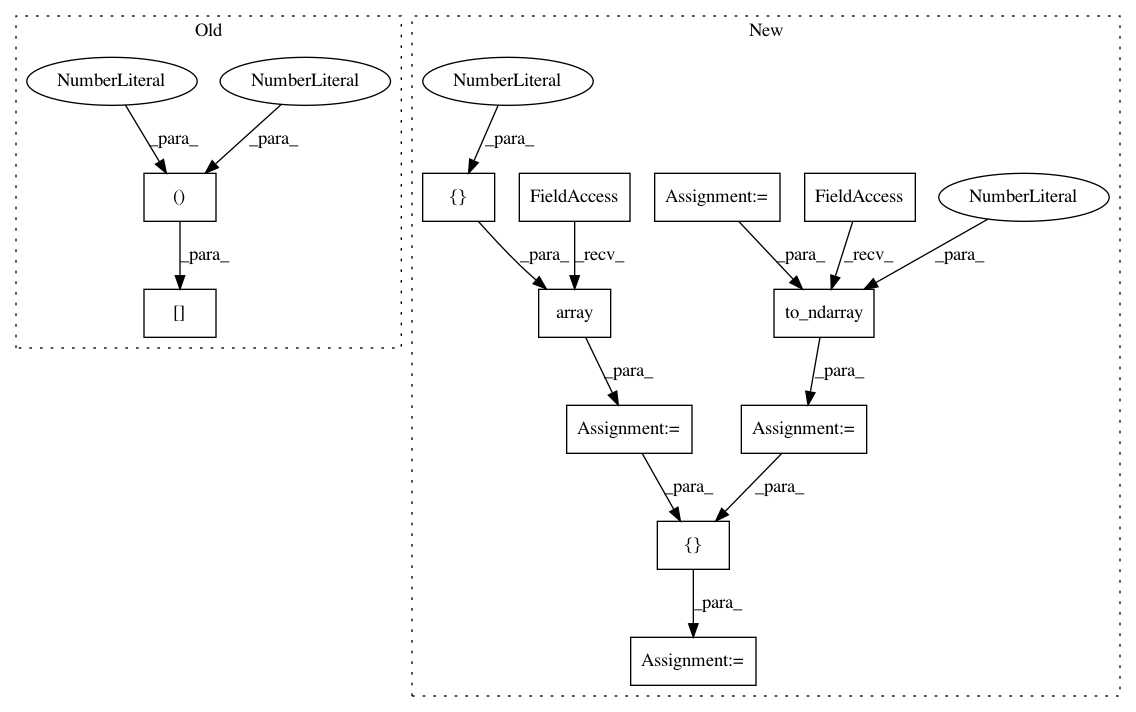 Old
New
NumberLiteral NumberLiteral NumberLiteral
_para_ _para_ _para_
() {} FieldAccess Assignment:= FieldAccess NumberLiteral
_para_ _para_ _recv_ _para_ _recv_ _para_
[] array to_ndarray
_para_ _para_
Assignment:= Assignment:=
_para_ _para_
{}
_para_
Assignment:=